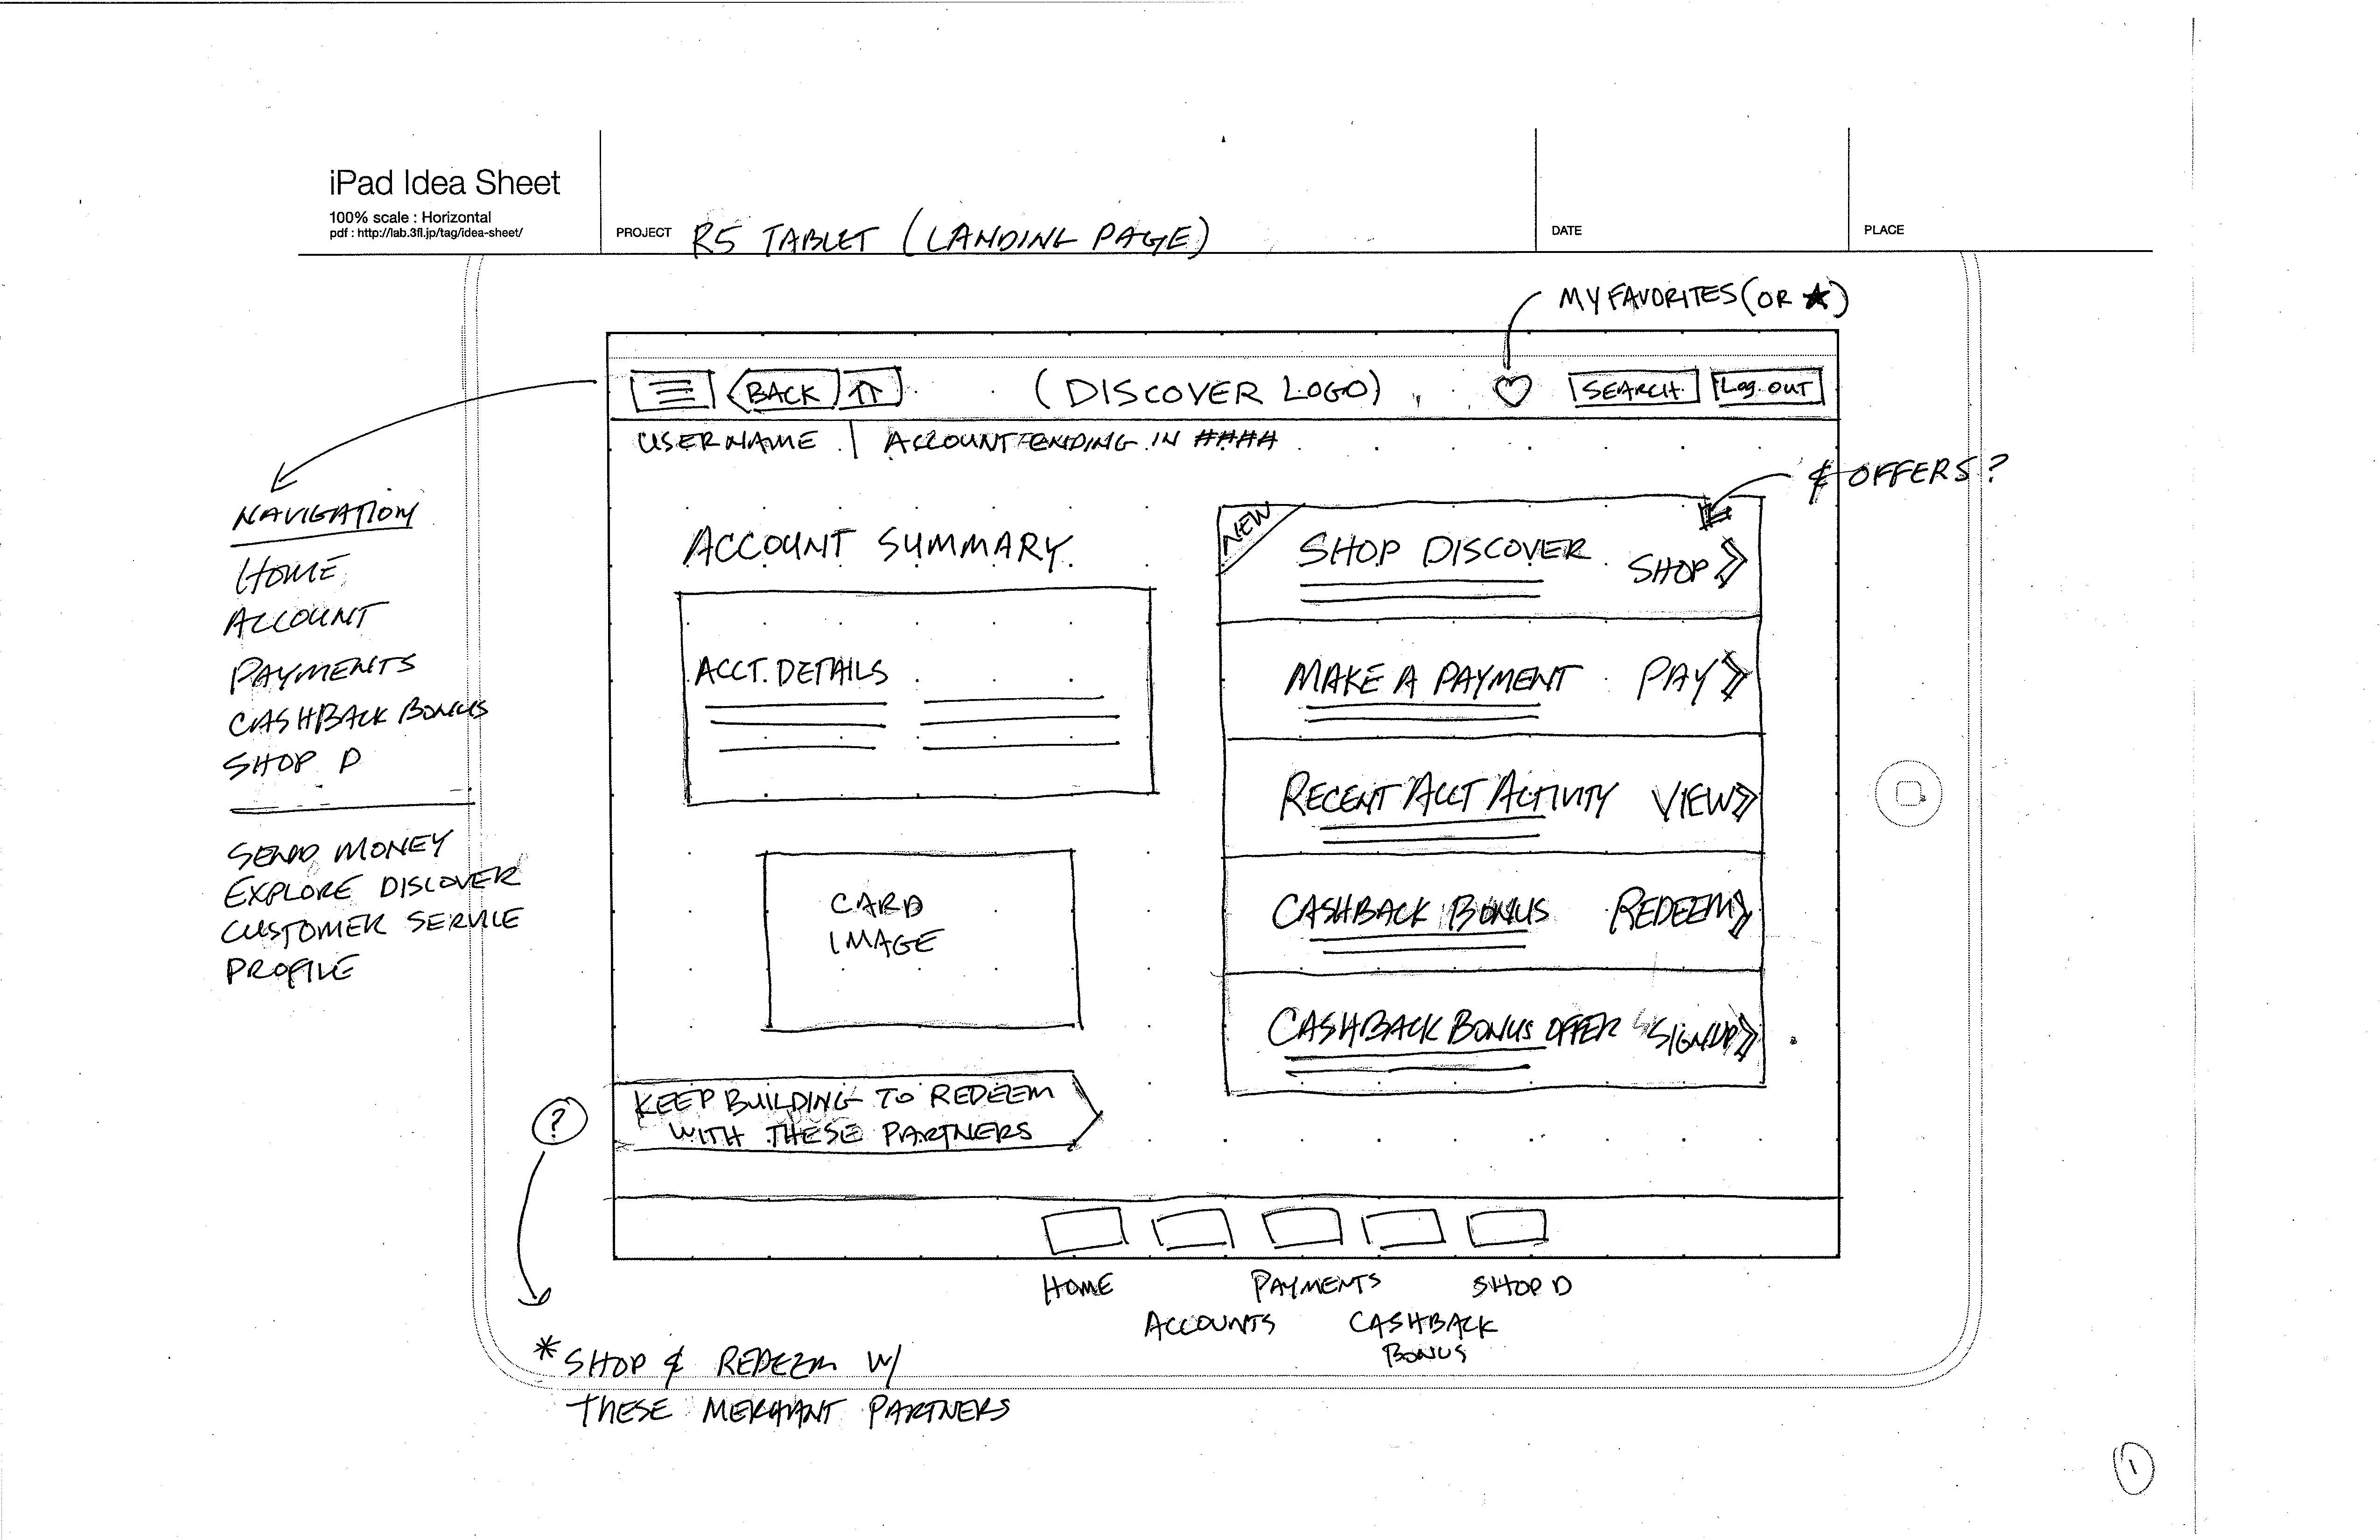 iPad Idea Sheet
100% scale : Horizontal
pdf : http://lab.3fl.jp/tag/idea-sheet/
PROJECT R5 TABLET (LANDING PAGE)
DATE
PLACE
MY FAVORITES (OR ★)
BACK
(DISCOVER LOGO)
SEARCH
LOG OUT
USERNAME | ACCOUNT ENDING IN ####
& OFFERS?
NAVIGATION
HOME
ACCOUNT
PAYMENTS
CASHBACK BONUS
SHOP D
SEND MONEY
EXPLORE DISCOVER
CUSTOMER SERVICE
PROFILE
ACCOUNT SUMMARY
ACCT. DETAILS
CARD
IMAGE
KEEP BUILDING TO REDEEM
WITH THESE PARTNERS
NEW
SHOP DISCOVER SHOP
MAKE A PAYMENT PAY
RECENT ACCT ACTIVITY VIEW
CASHBACK BONUS REDEEM
CASHBACK BONUS OFFER SIGNUP
?
HOME
PAYMENTS
SHOP D
ACCOUNTS
CASHBACK
BONUS
* SHOP & REDEEM W/
THESE MERCHANT PARTNERS
1